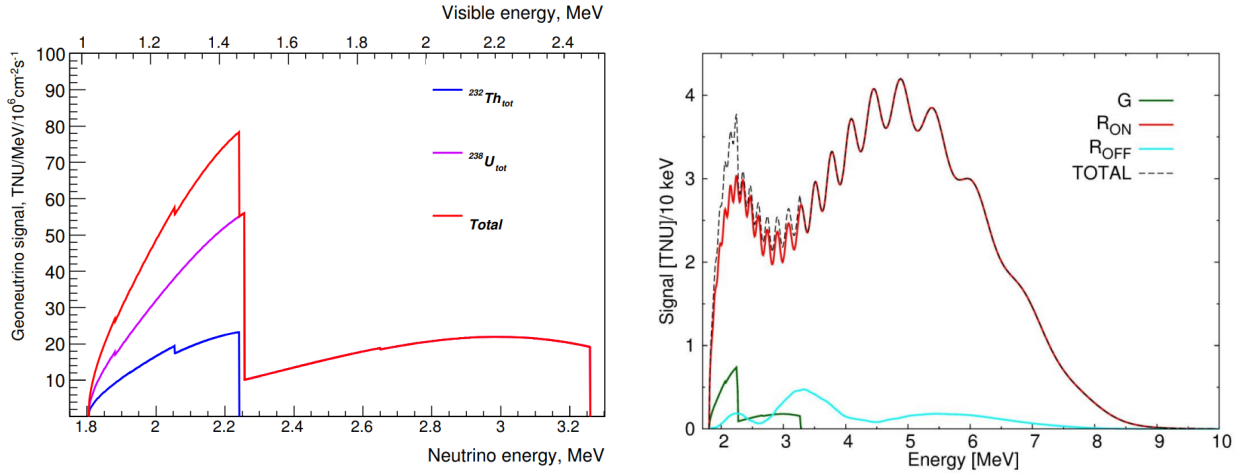 Visible energy, MeV
1 1.2 1.4 1.6 1.8 2 2.2 2.4
Geoneutrino signal, TNU/MeV/10⁶cm⁻²s⁻¹
100
90
80
70
60
50
40
30
20
10
²³²Th_tot
²³⁸U_tot
Total
1.8 2 2.2 2.4 2.6 2.8 3 3.2
Neutrino energy, MeV
Signal [TNU]/10 keV
4
3
2
1
0
G
R_ON
R_OFF
TOTAL
2 3 4 5 6 7 8 9 10
Energy [MeV]